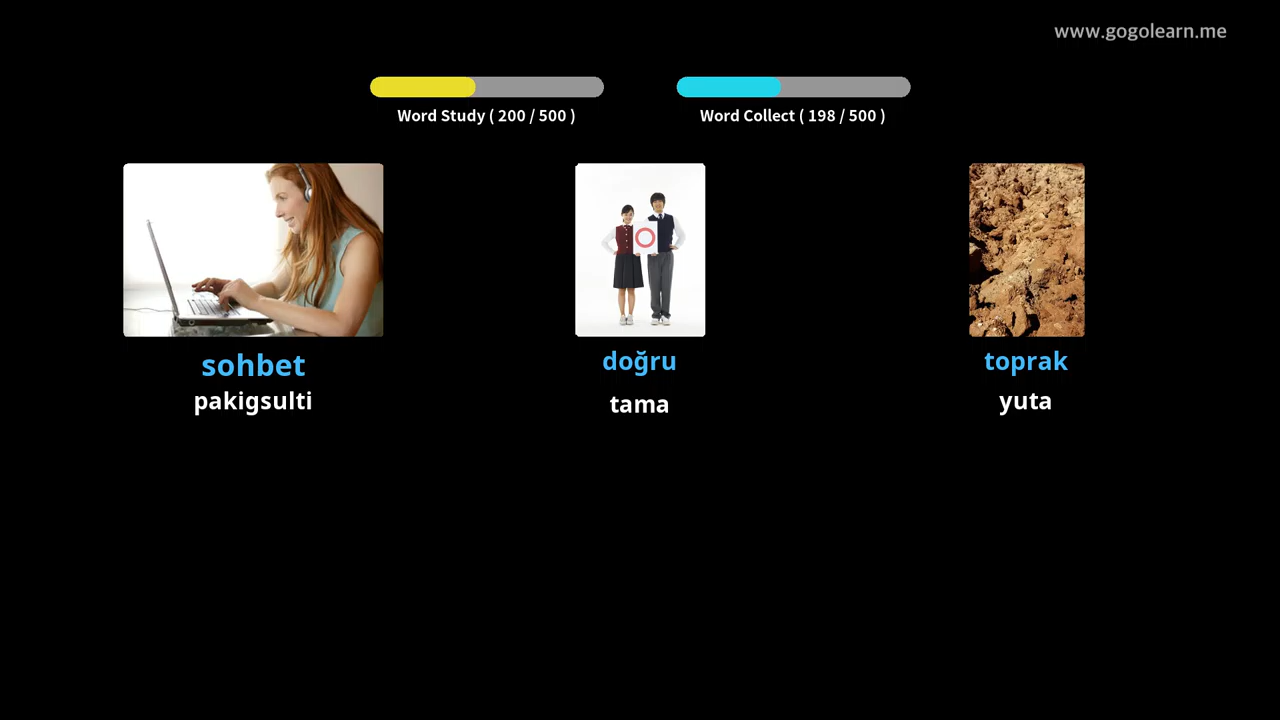 www.gogolearn.me
Word Study ( 200 / 500 )
Word Collect ( 198 / 500 )
sohbet
pakigsulti
doğru
tama
toprak
yuta